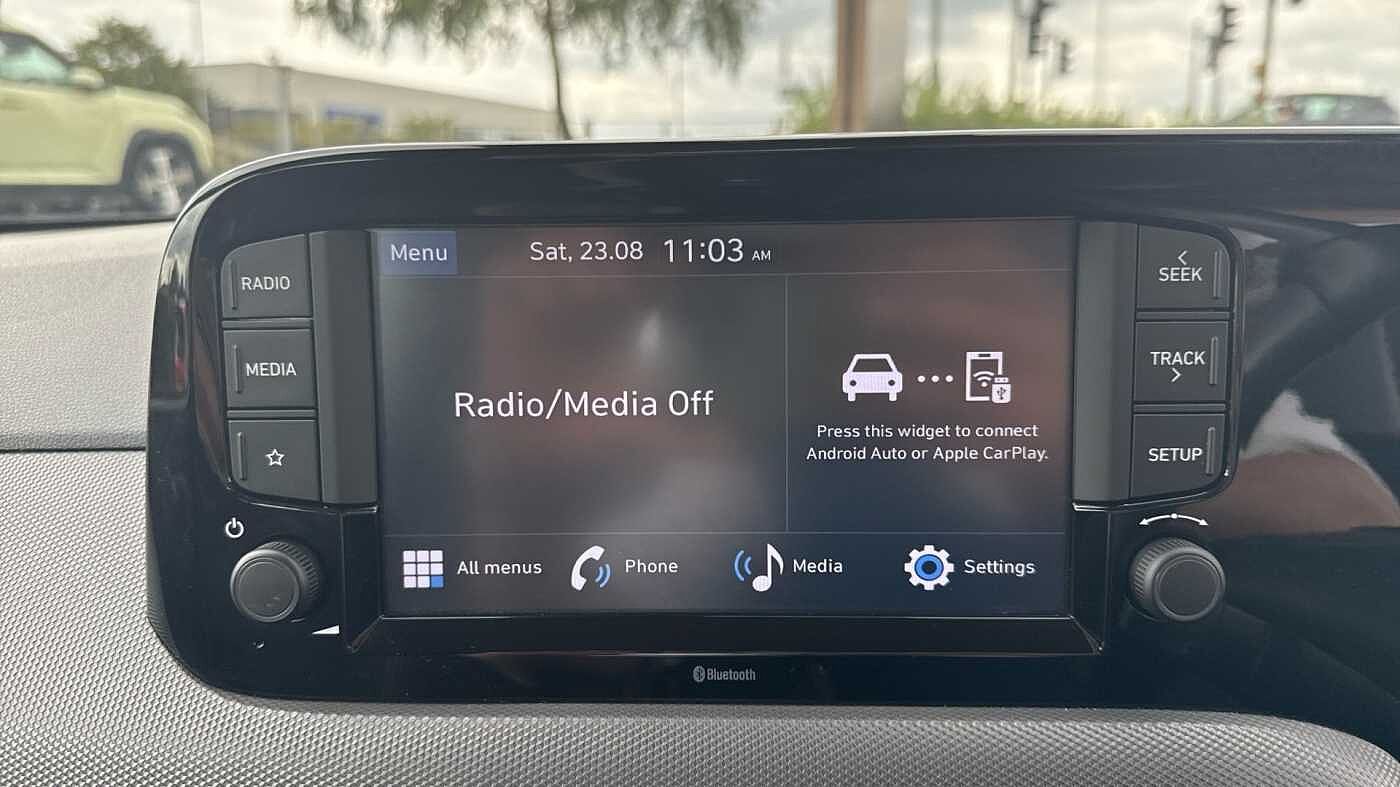 Menu
Sat, 23.08 11:03 AM
RADIO
MEDIA
SEEK
TRACK
SETUP
Radio/Media Off
Press this widget to connect
Android Auto or Apple CarPlay.
All menus
Phone
Media
Settings
Bluetooth